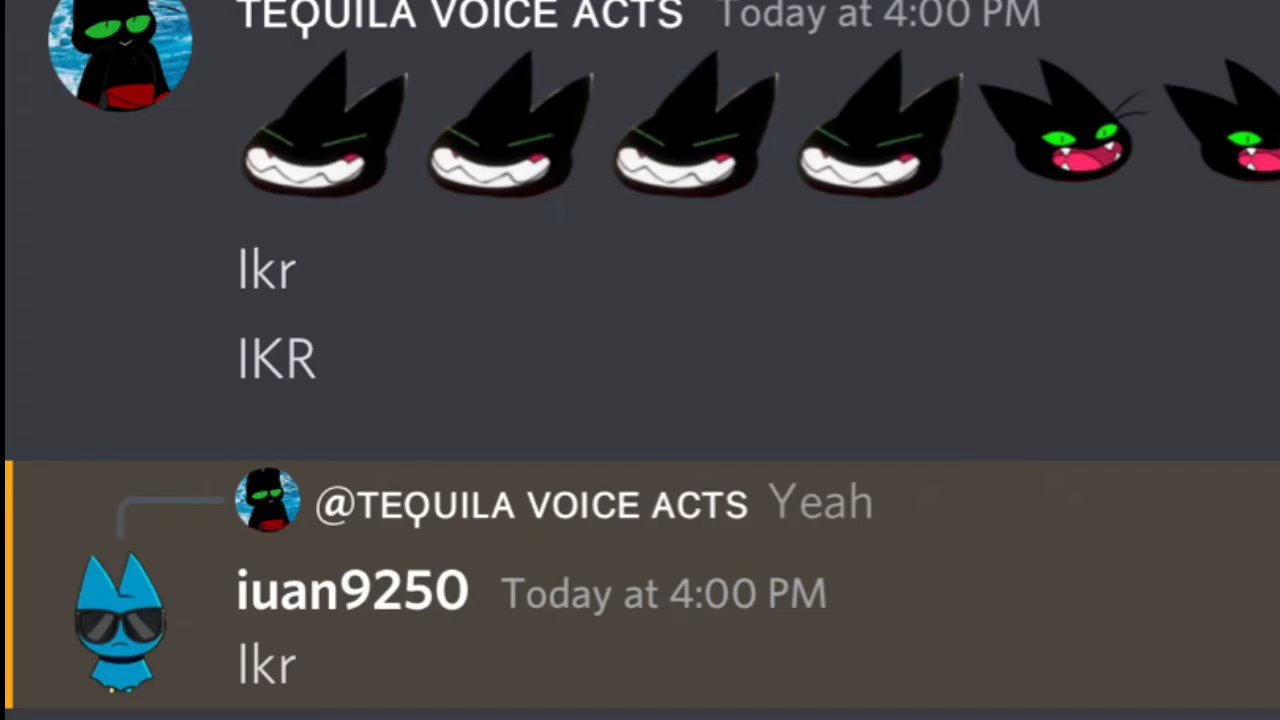 TEQUILA VOICE ACTS Today at 4:00 PM
Ikr
IKR
@TEQUILA VOICE ACTS Yeah
iuan9250 Today at 4:00 PM
Ikr